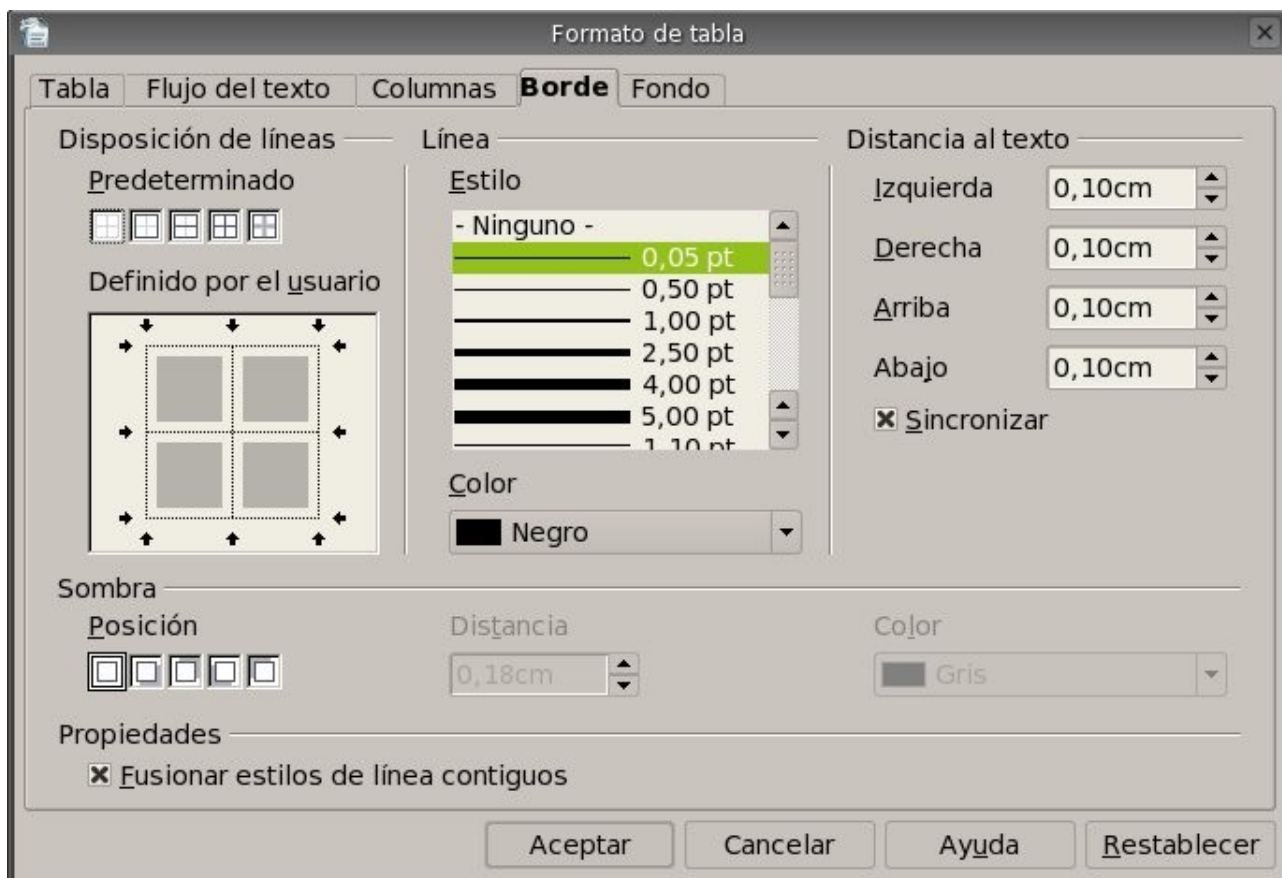 Formato de tabla
Tabla
Flujo del texto
Columnas
Borde
Fondo
Disposición de líneas
Predeterminado
Definido por el usuario
Línea
Estilo
- Ninguno -
0,05 pt
0,50 pt
1,00 pt
2,50 pt
4,00 pt
5,00 pt
1,10 pt
Color
Negro
Distancia al texto
Izquierda
0,10cm
Derecha
0,10cm
Arriba
0,10cm
Abajo
0,10cm
Sincronizar
Sombra
Posición
Distancia
0,18cm
Color
Gris
Propiedades
Fusionar estilos de línea contiguos
Aceptar
Cancelar
Ayuda
Restablecer